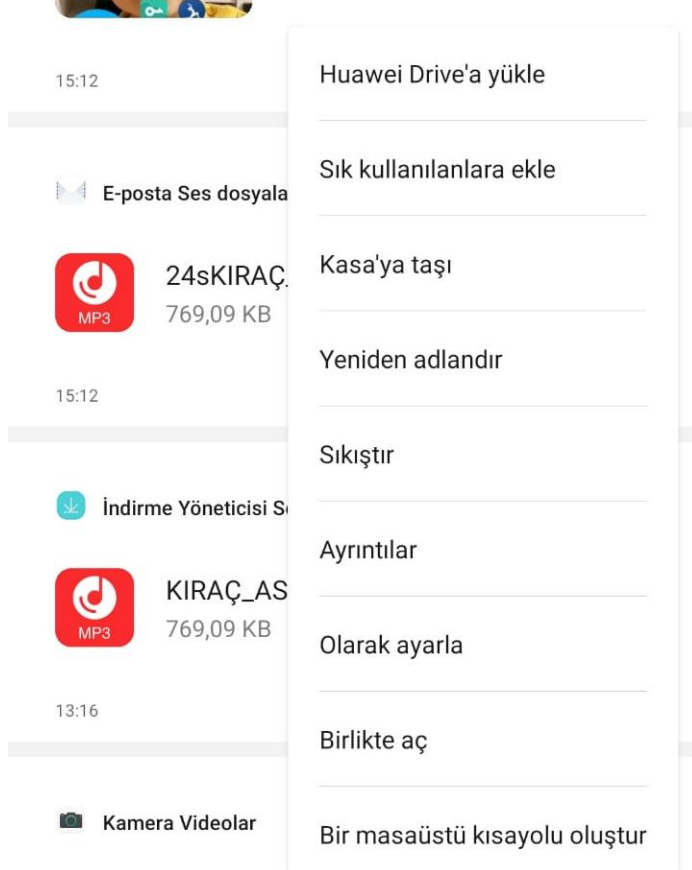 15:12
E-posta Ses dosyala
MP3
24sKIRAÇ_
769,09 KB
15:12
İndirme Yöneticisi S
MP3
KIRAÇ_AS
769,09 KB
13:16
Kamera Videolar
Huawei Drive'a yükle
Sık kullanılanlara ekle
Kasa'ya taşı
Yeniden adlandır
Sıkıştır
Ayrıntılar
Olarak ayarla
Birlikte aç
Bir masaüstü kısayolu oluştur